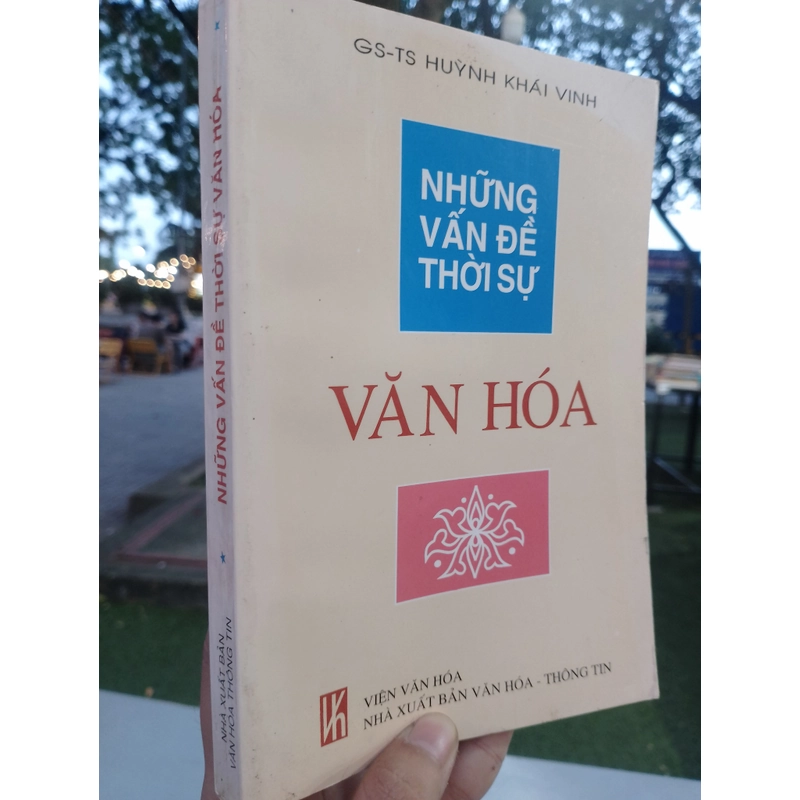 GS-TS HUỲNH KHÁI VINH
NHỮNG
VẤN ĐỀ
THỜI SỰ
VĂN HÓA
VIỆN VĂN HÓA
NHÀ XUẤT BẢN VĂN HÓA - THÔNG TIN
NHỮNG VẤN ĐỀ THỜI SỰ VĂN HÓA
NHÀ XUẤT BẢN
VĂN HÓA THÔNG TIN